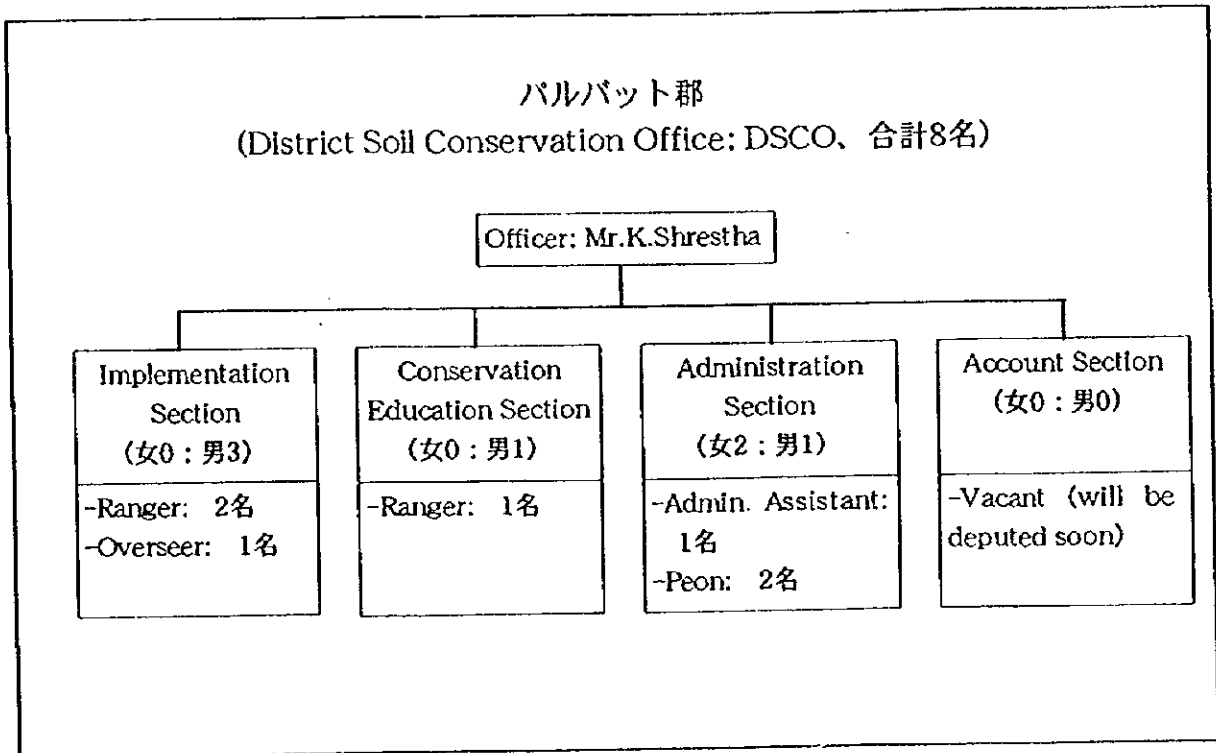 パルバット郡
(District Soil Conservation Office: DSCO、合計8名)
Officer: Mr.K.Shrestha
Implementation
Section
(女0：男3)
-Ranger: 2名
-Overseer: 1名
Conservation
Education Section
(女0：男1)
-Ranger: 1名
Administration
Section
(女2：男1)
-Admin. Assistant:
1名
-Peon: 2名
Account Section
(女0：男0)
-Vacant (will be
deputed soon)